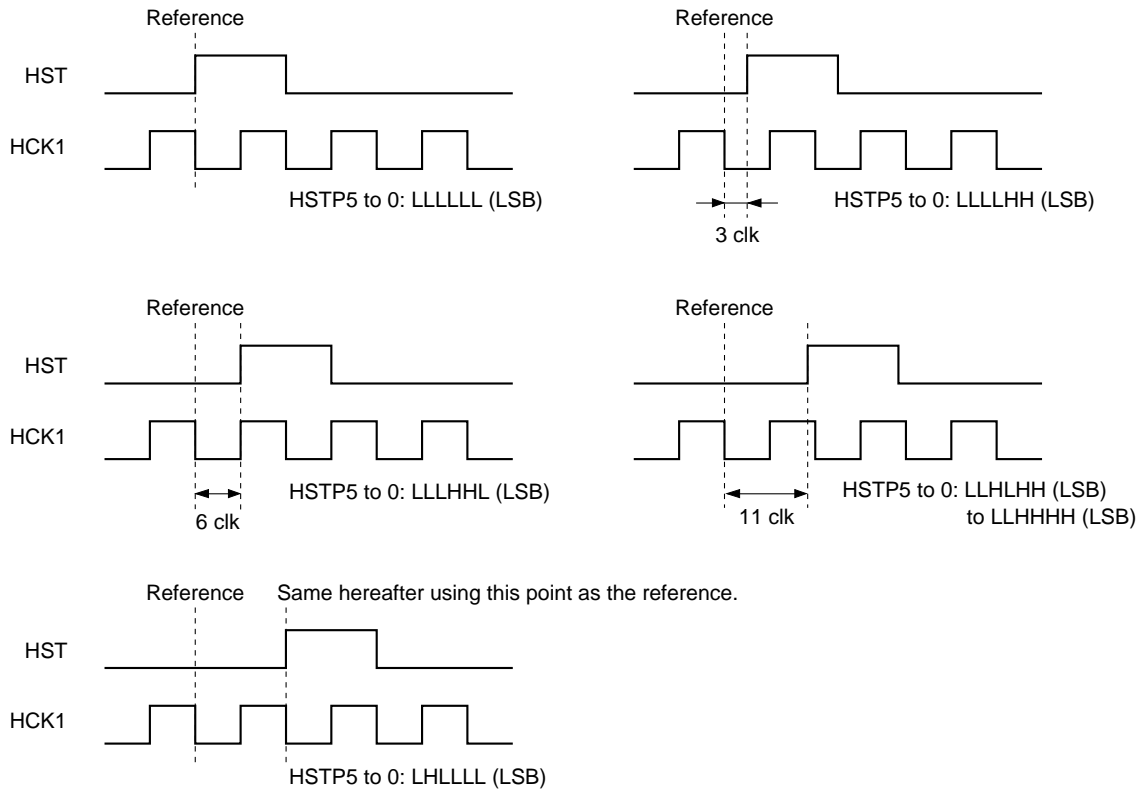 Reference
HST
HCK1
HSTP5 to 0: LLLLLL (LSB)
Reference
HSTP5 to 0: LLLLHH (LSB)
3 clk
Reference
HST
HCK1
HSTP5 to 0: LLLHHL (LSB)
6 clk
Reference
HSTP5 to 0: LLHLHH (LSB)
to LLHHHH (LSB)
11 clk
Reference
Same hereafter using this point as the reference.
HST
HCK1
HSTP5 to 0: LHLLLL (LSB)